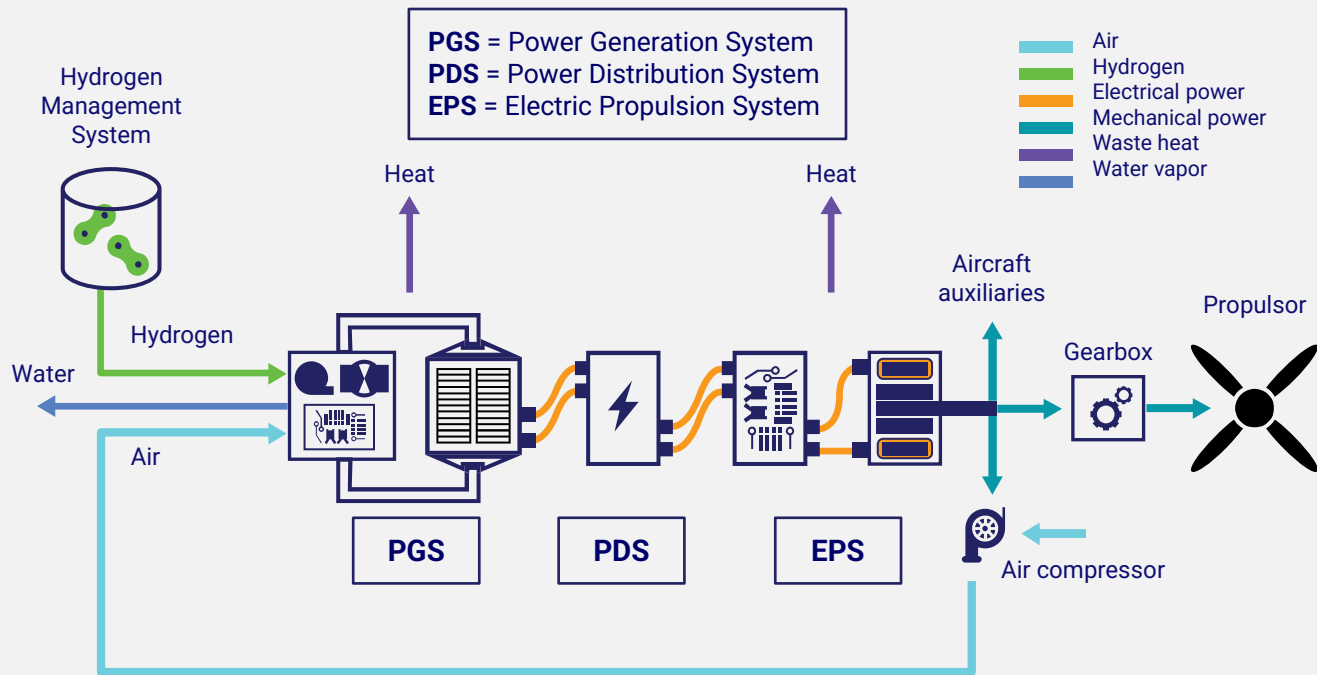 PGS = Power Generation System
PDS = Power Distribution System
EPS = Electric Propulsion System
Air
Hydrogen
Electrical power
Mechanical power
Waste heat
Water vapor
Hydrogen
Management
System
Heat
Heat
Aircraft
auxiliaries
Propulsor
Hydrogen
Gearbox
Water
Air
PGS
PDS
EPS
Air compressor